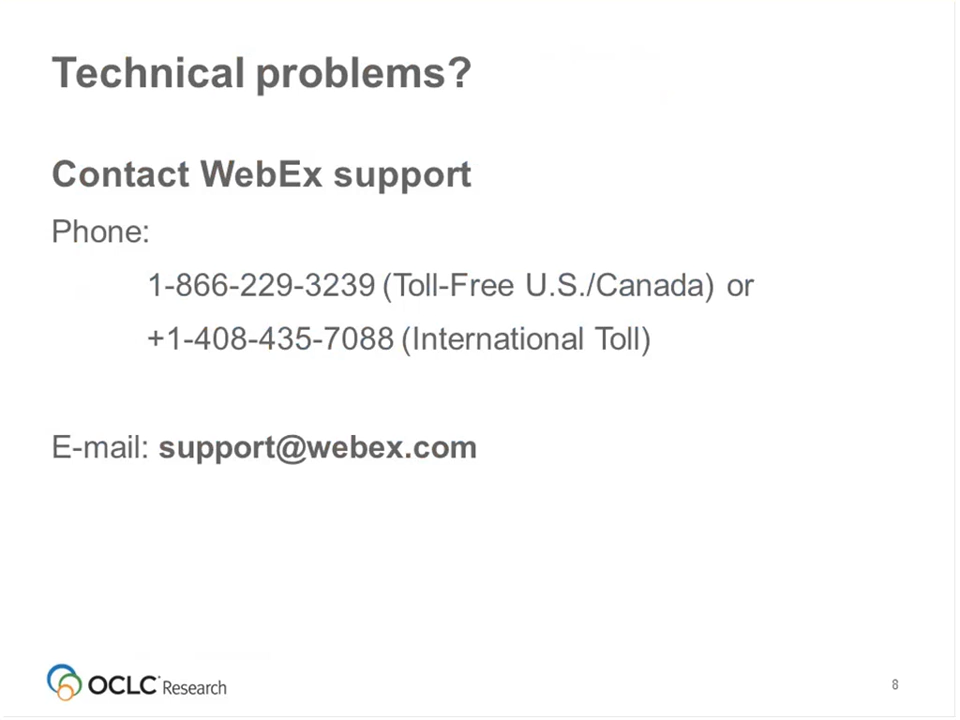 Technical problems?
Contact WebEx support
Phone:
1-866-229-3239 (Toll-Free U.S./Canada) or
+1-408-435-7088 (International Toll)
E-mail: support@webex.com
OCLC Research
8